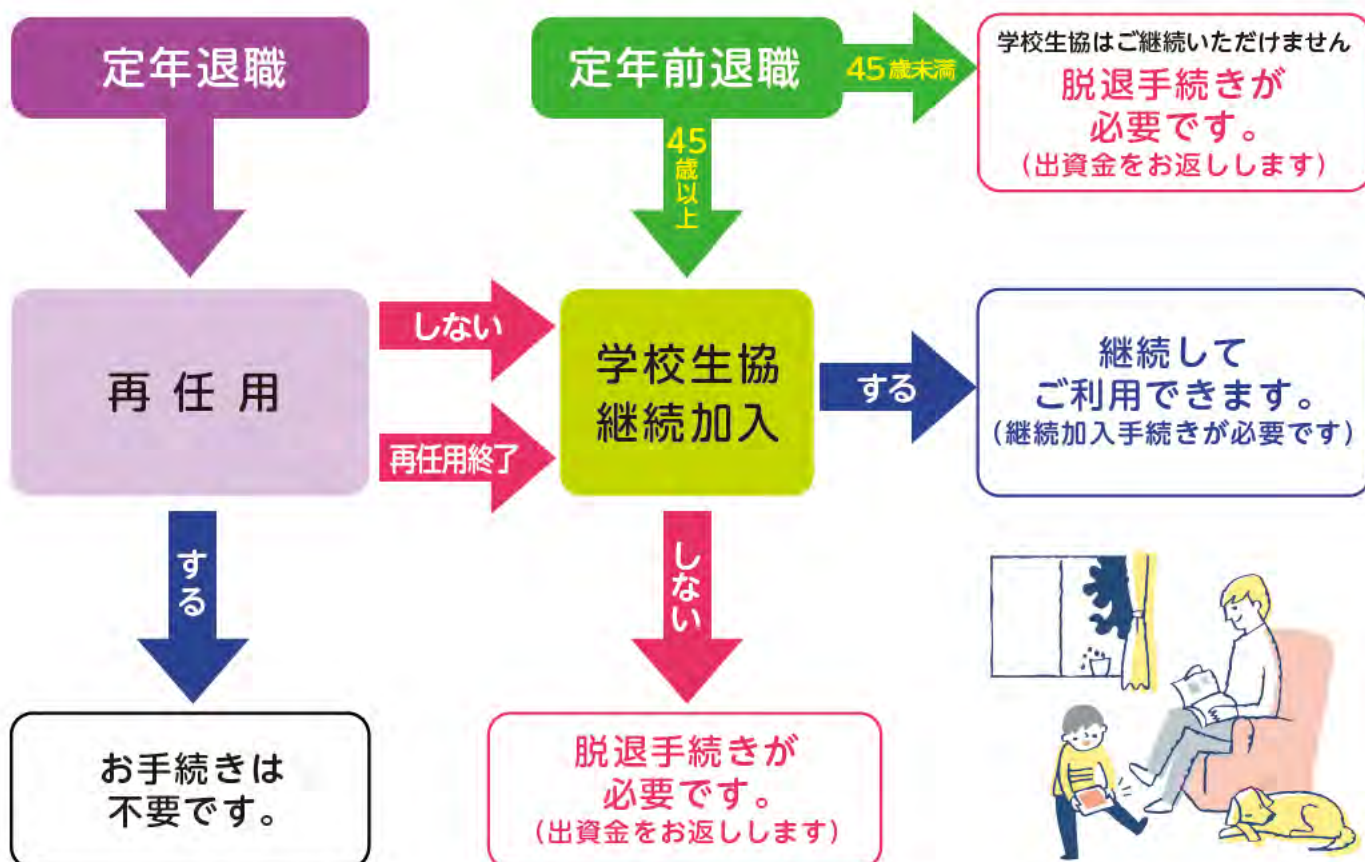 定年退職
定年前退職
45歳未満
学校生協はご継続いただけません
脱退手続きが
必要です。
(出資金をお返しします)
45歳以上
再任用
しない
再任用終了
学校生協
継続加入
する
継続して
ご利用できます。
(継続加入手続きが必要です)
する
しない
お手続きは
不要です。
脱退手続きが
必要です。
(出資金をお返しします)